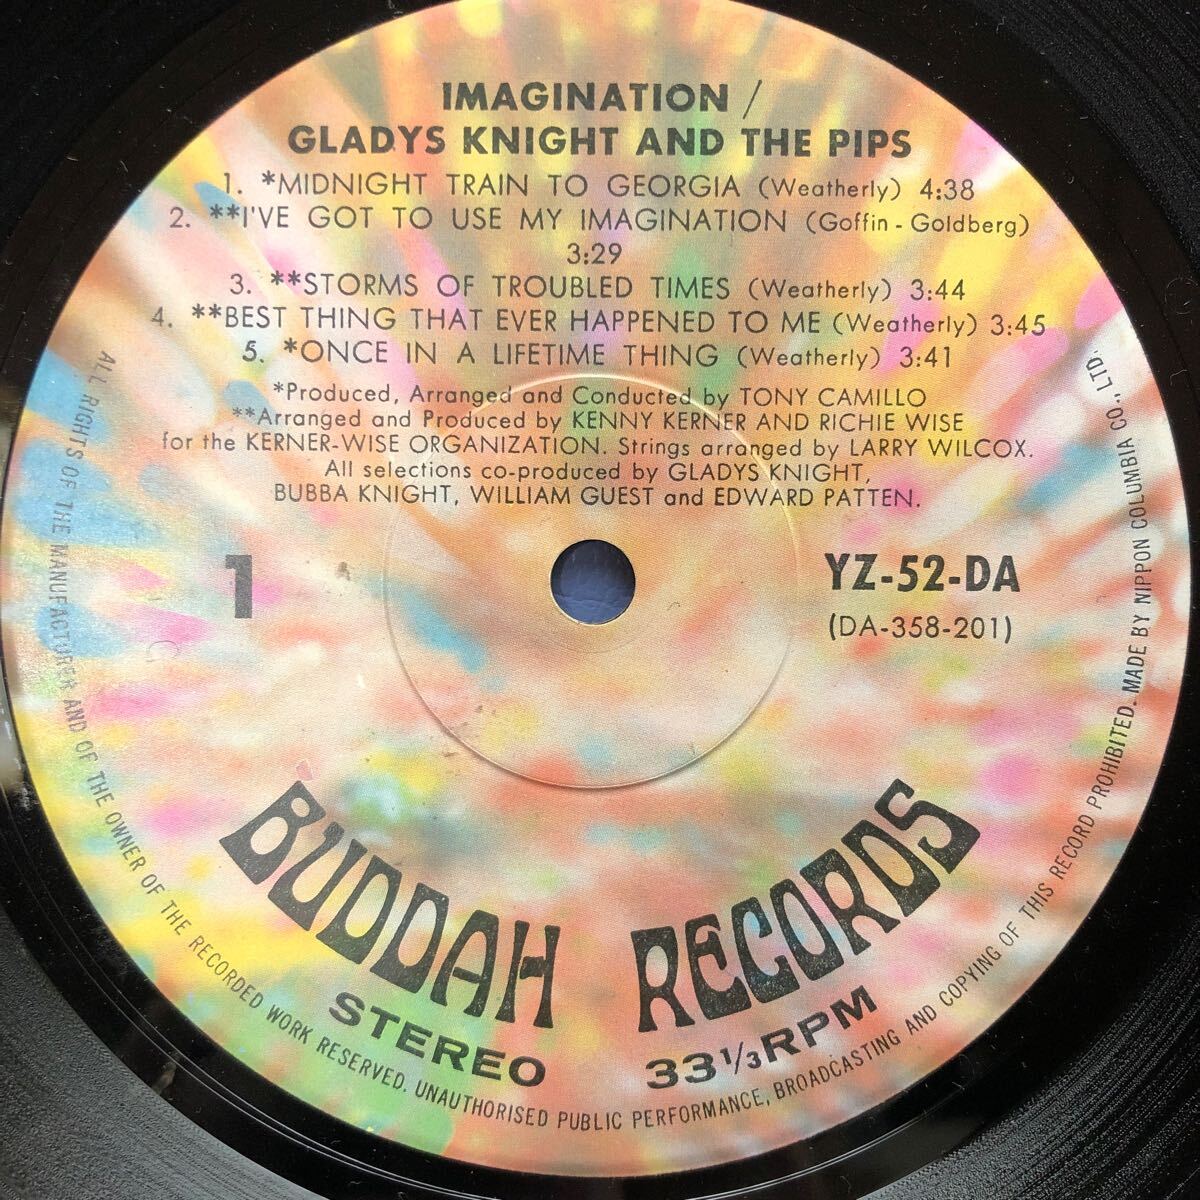 IMAGINATION /
GLADYS KNIGHT AND THE PIPS
1. *MIDNIGHT TRAIN TO GEORGIA (Weatherly) 4:38
2. **I'VE GOT TO USE MY IMAGINATION (Goffin - Goldberg)
3:29
3. **STORMS OF TROUBLED TIMES (Weatherly) 3:44
4. **BEST THING THAT EVER HAPPENED TO ME (Weatherly) 3:45
5. *ONCE IN A LIFETIME THING (Weatherly) 3:41
*Produced, Arranged and Conducted by TONY CAMILLO
**Arranged and Produced by KENNY KERNER AND RICHIE WISE
for the KERNER-WISE ORGANIZATION. Strings arranged by LARRY WILCOX.
All selections co-produced by GLADYS KNIGHT,
BUBBA KNIGHT, WILLIAM GUEST and EDWARD PATTEN.
1
YZ-52-DA
(DA-358-201)
BUDDAH RECORDS
STEREO 33 1/3 RPM
ALL RIGHTS OF THE MANUFACTURER AND OF THE OWNER OF THE RECORDED WORK RESERVED. UNAUTHORISED PUBLIC PERFORMANCE, BROADCASTING AND COPYING OF THIS RECORD PROHIBITED. MADE BY NIPPON COLUMBIA CO., LTD.